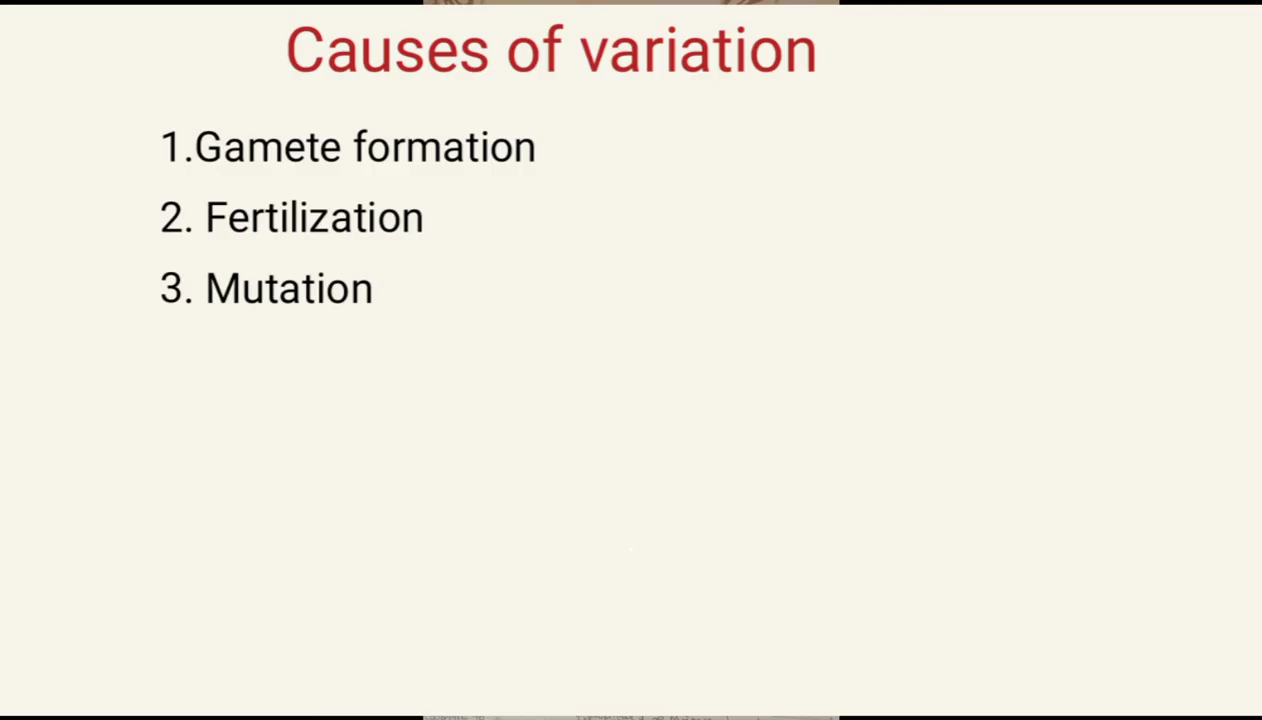 Causes of variation
1.Gamete formation
2. Fertilization
3. Mutation